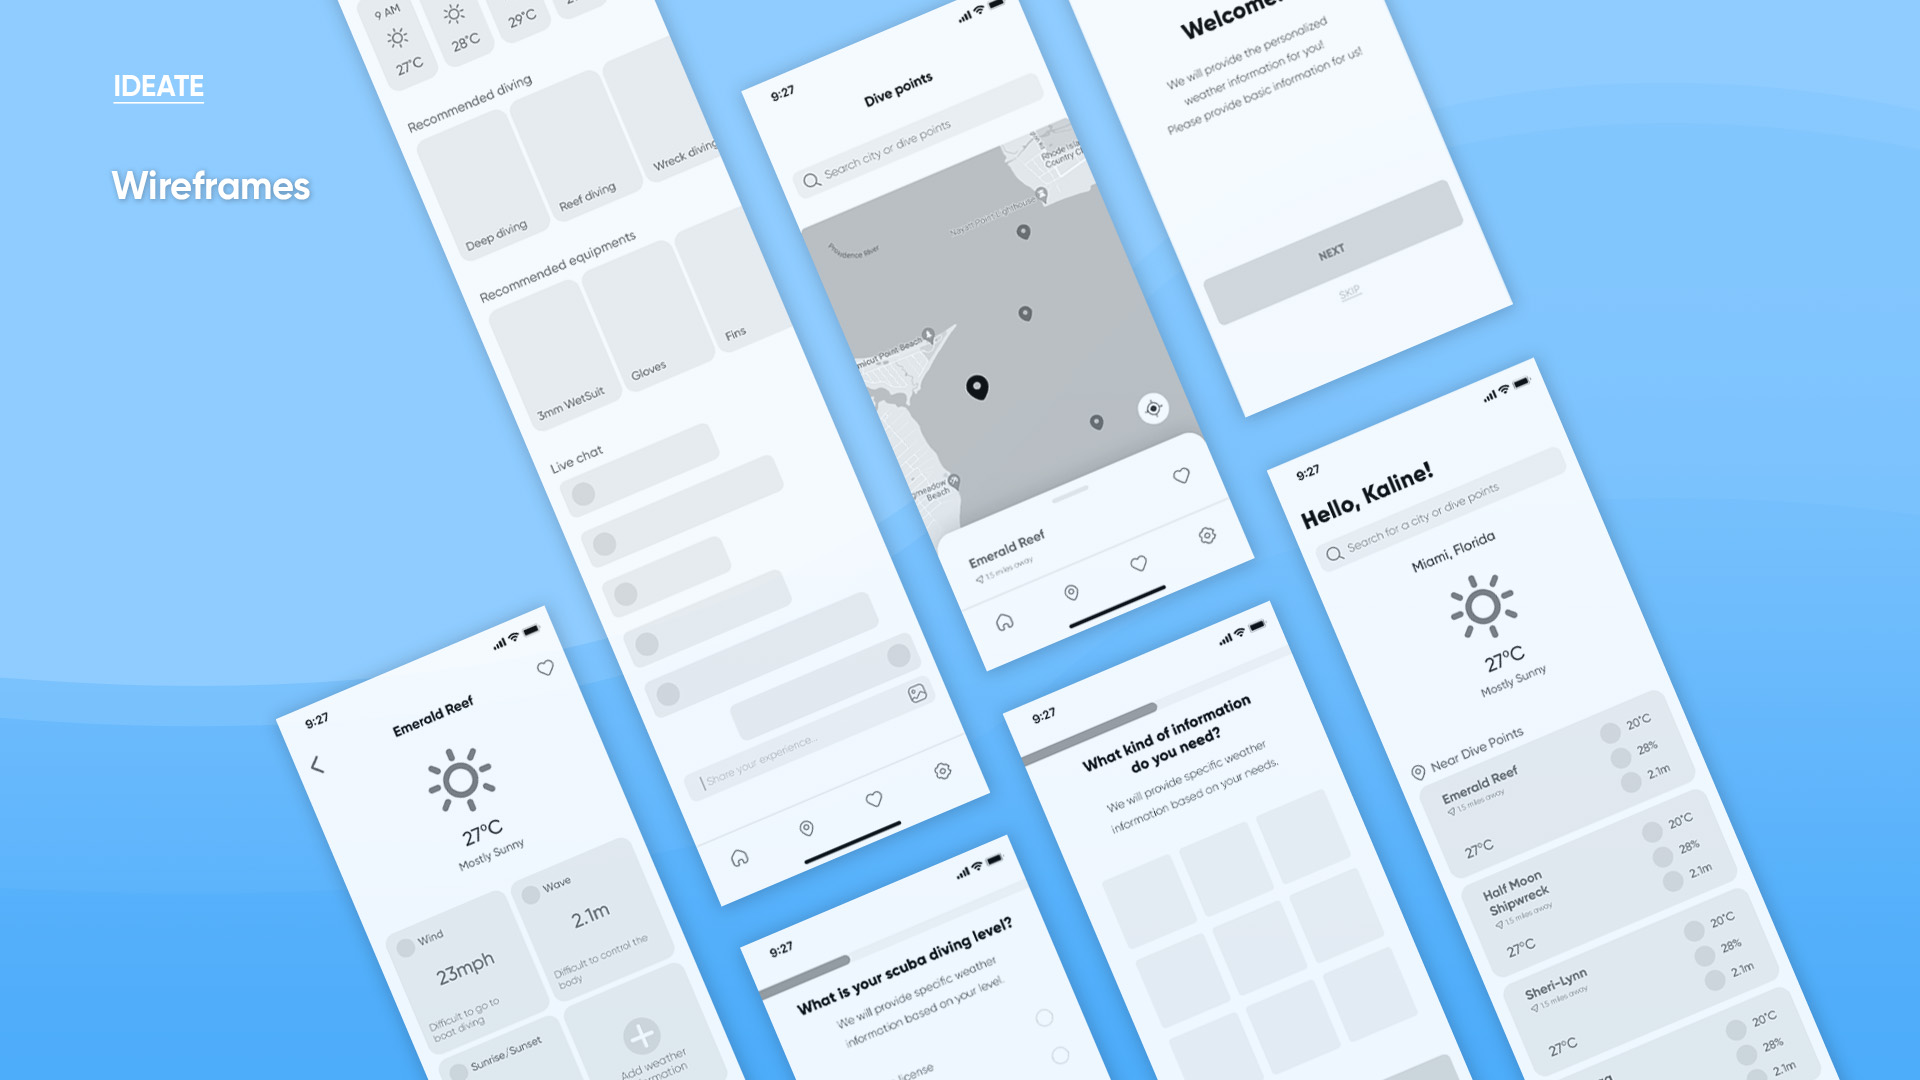 IDEATE
Wireframes
9 AM
27°C
28°C
29°C
Recommended diving
Deep diving
Reef diving
Wreck diving
Recommended equipments
3mm WetSuit
Gloves
Fins
Live chat
Share your experience...
9:27
Dive points
Search city or dive points
Providence River
Nayatt Point Lighthouse
Rhode Isla
Country C
micut Point Beach
gmeadow
Beach
Emerald Reef
1.5 miles away
Welcome!
We will provide the personalized
weather information for you!
Please provide basic information for us!
NEXT
SKIP
9:27
Hello, Kaline!
Search for a city or dive points
Miami, Florida
27°C
Mostly Sunny
Near Dive Points
Emerald Reef
1.5 miles away
27°C
20°C
28%
2.1m
Half Moon
Shipwreck
1.5 miles away
27°C
20°C
28%
2.1m
Sheri-Lynn
1.5 miles away
27°C
20°C
28%
2.1m
20°C
28%
2.1m
9:27
Emerald Reef
27°C
Mostly Sunny
Wind
23mph
Difficult to go to
boat diving
Wave
2.1m
Difficult to control the
body
Sunrise/Sunset
Add weather
9:27
What is your scuba diving level?
We will provide specific weather
information based on your level.
license
9:27
What kind of information
do you need?
We will provide specific weather
information based on your needs.